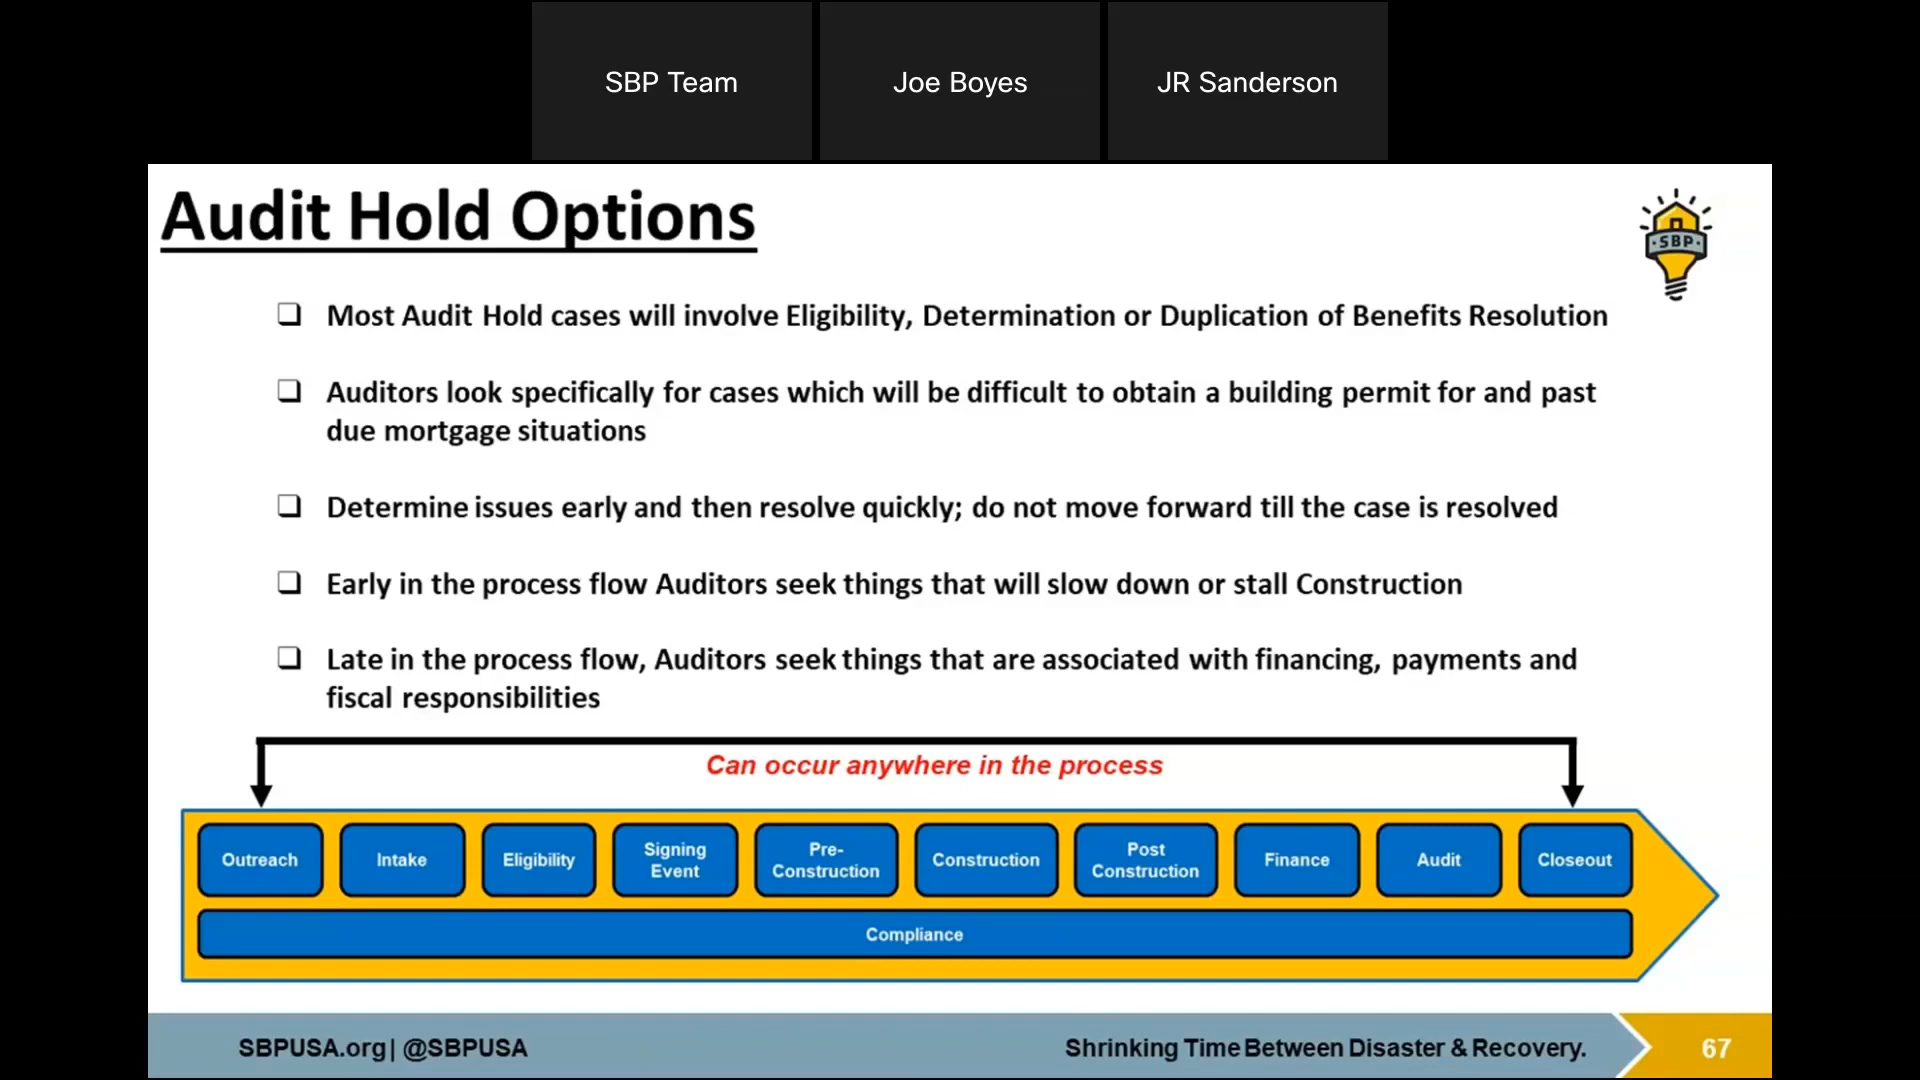 SBP Team
Joe Boyes
JR Sanderson
Audit Hold Options
SBP
Most Audit Hold cases will involve Eligibility, Determination or Duplication of Benefits Resolution
Auditors look specifically for cases which will be difficult to obtain a building permit for and past
due mortgage situations
Determine issues early and then resolve quickly; do not move forward till the case is resolved
Early in the process flow Auditors seek things that will slow down or stall Construction
Late in the process flow, Auditors seek things that are associated with financing, payments and
fiscal responsibilities
Can occur anywhere in the process
Outreach
Intake
Eligibility
Signing
Event
Pre-
Construction
Construction
Post
Construction
Finance
Audit
Closeout
Compliance
SBPUSA.org| @SBPUSA
Shrinking Time Between Disaster & Recovery.
67